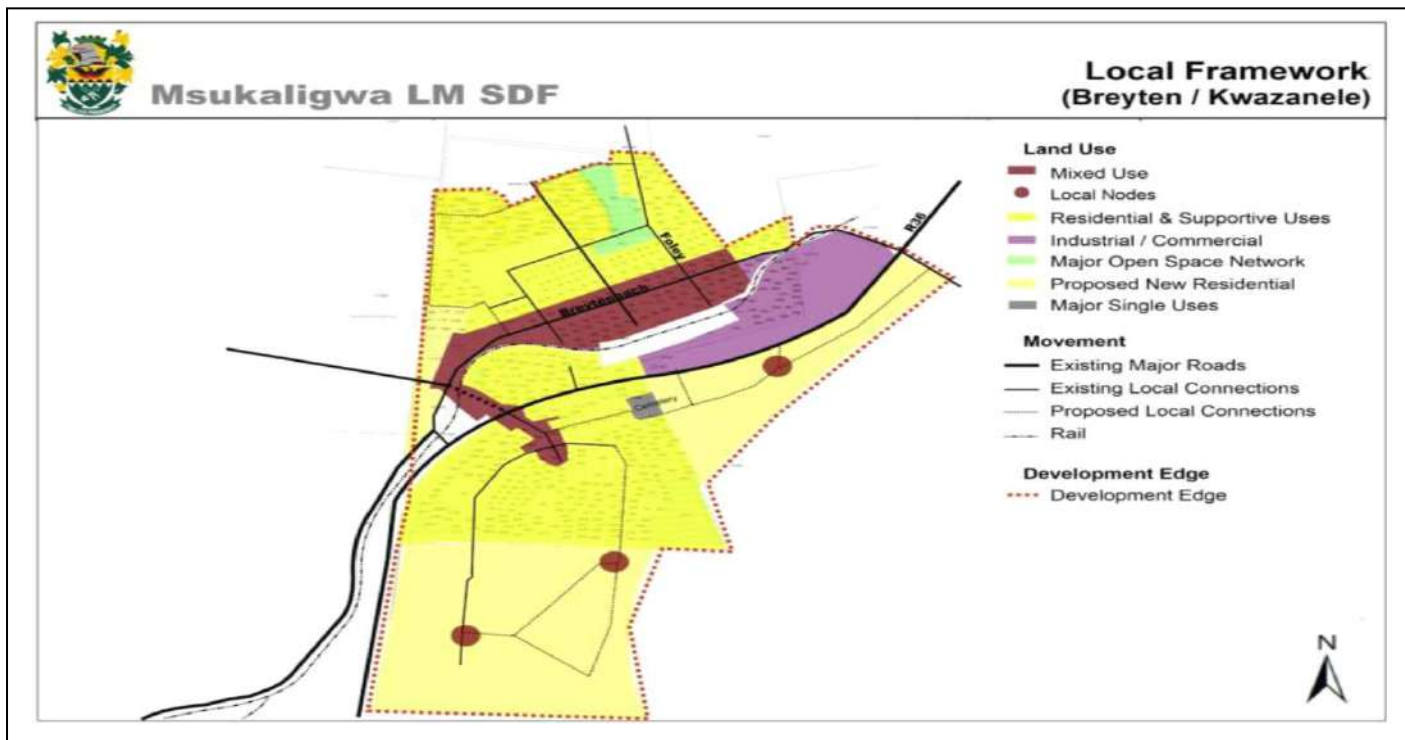 Msukaligwa LM SDF
Local Framework
(Breyten / Kwazanele)
Land Use
Mixed Use
Local Nodes
Residential & Supportive Uses
Industrial / Commercial
Major Open Space Network
Proposed New Residential
Major Single Uses
Movement
Existing Major Roads
Existing Local Connections
Proposed Local Connections
Rail
Development Edge
Development Edge
R36
Foley
Breytenbach
Cemetery
N